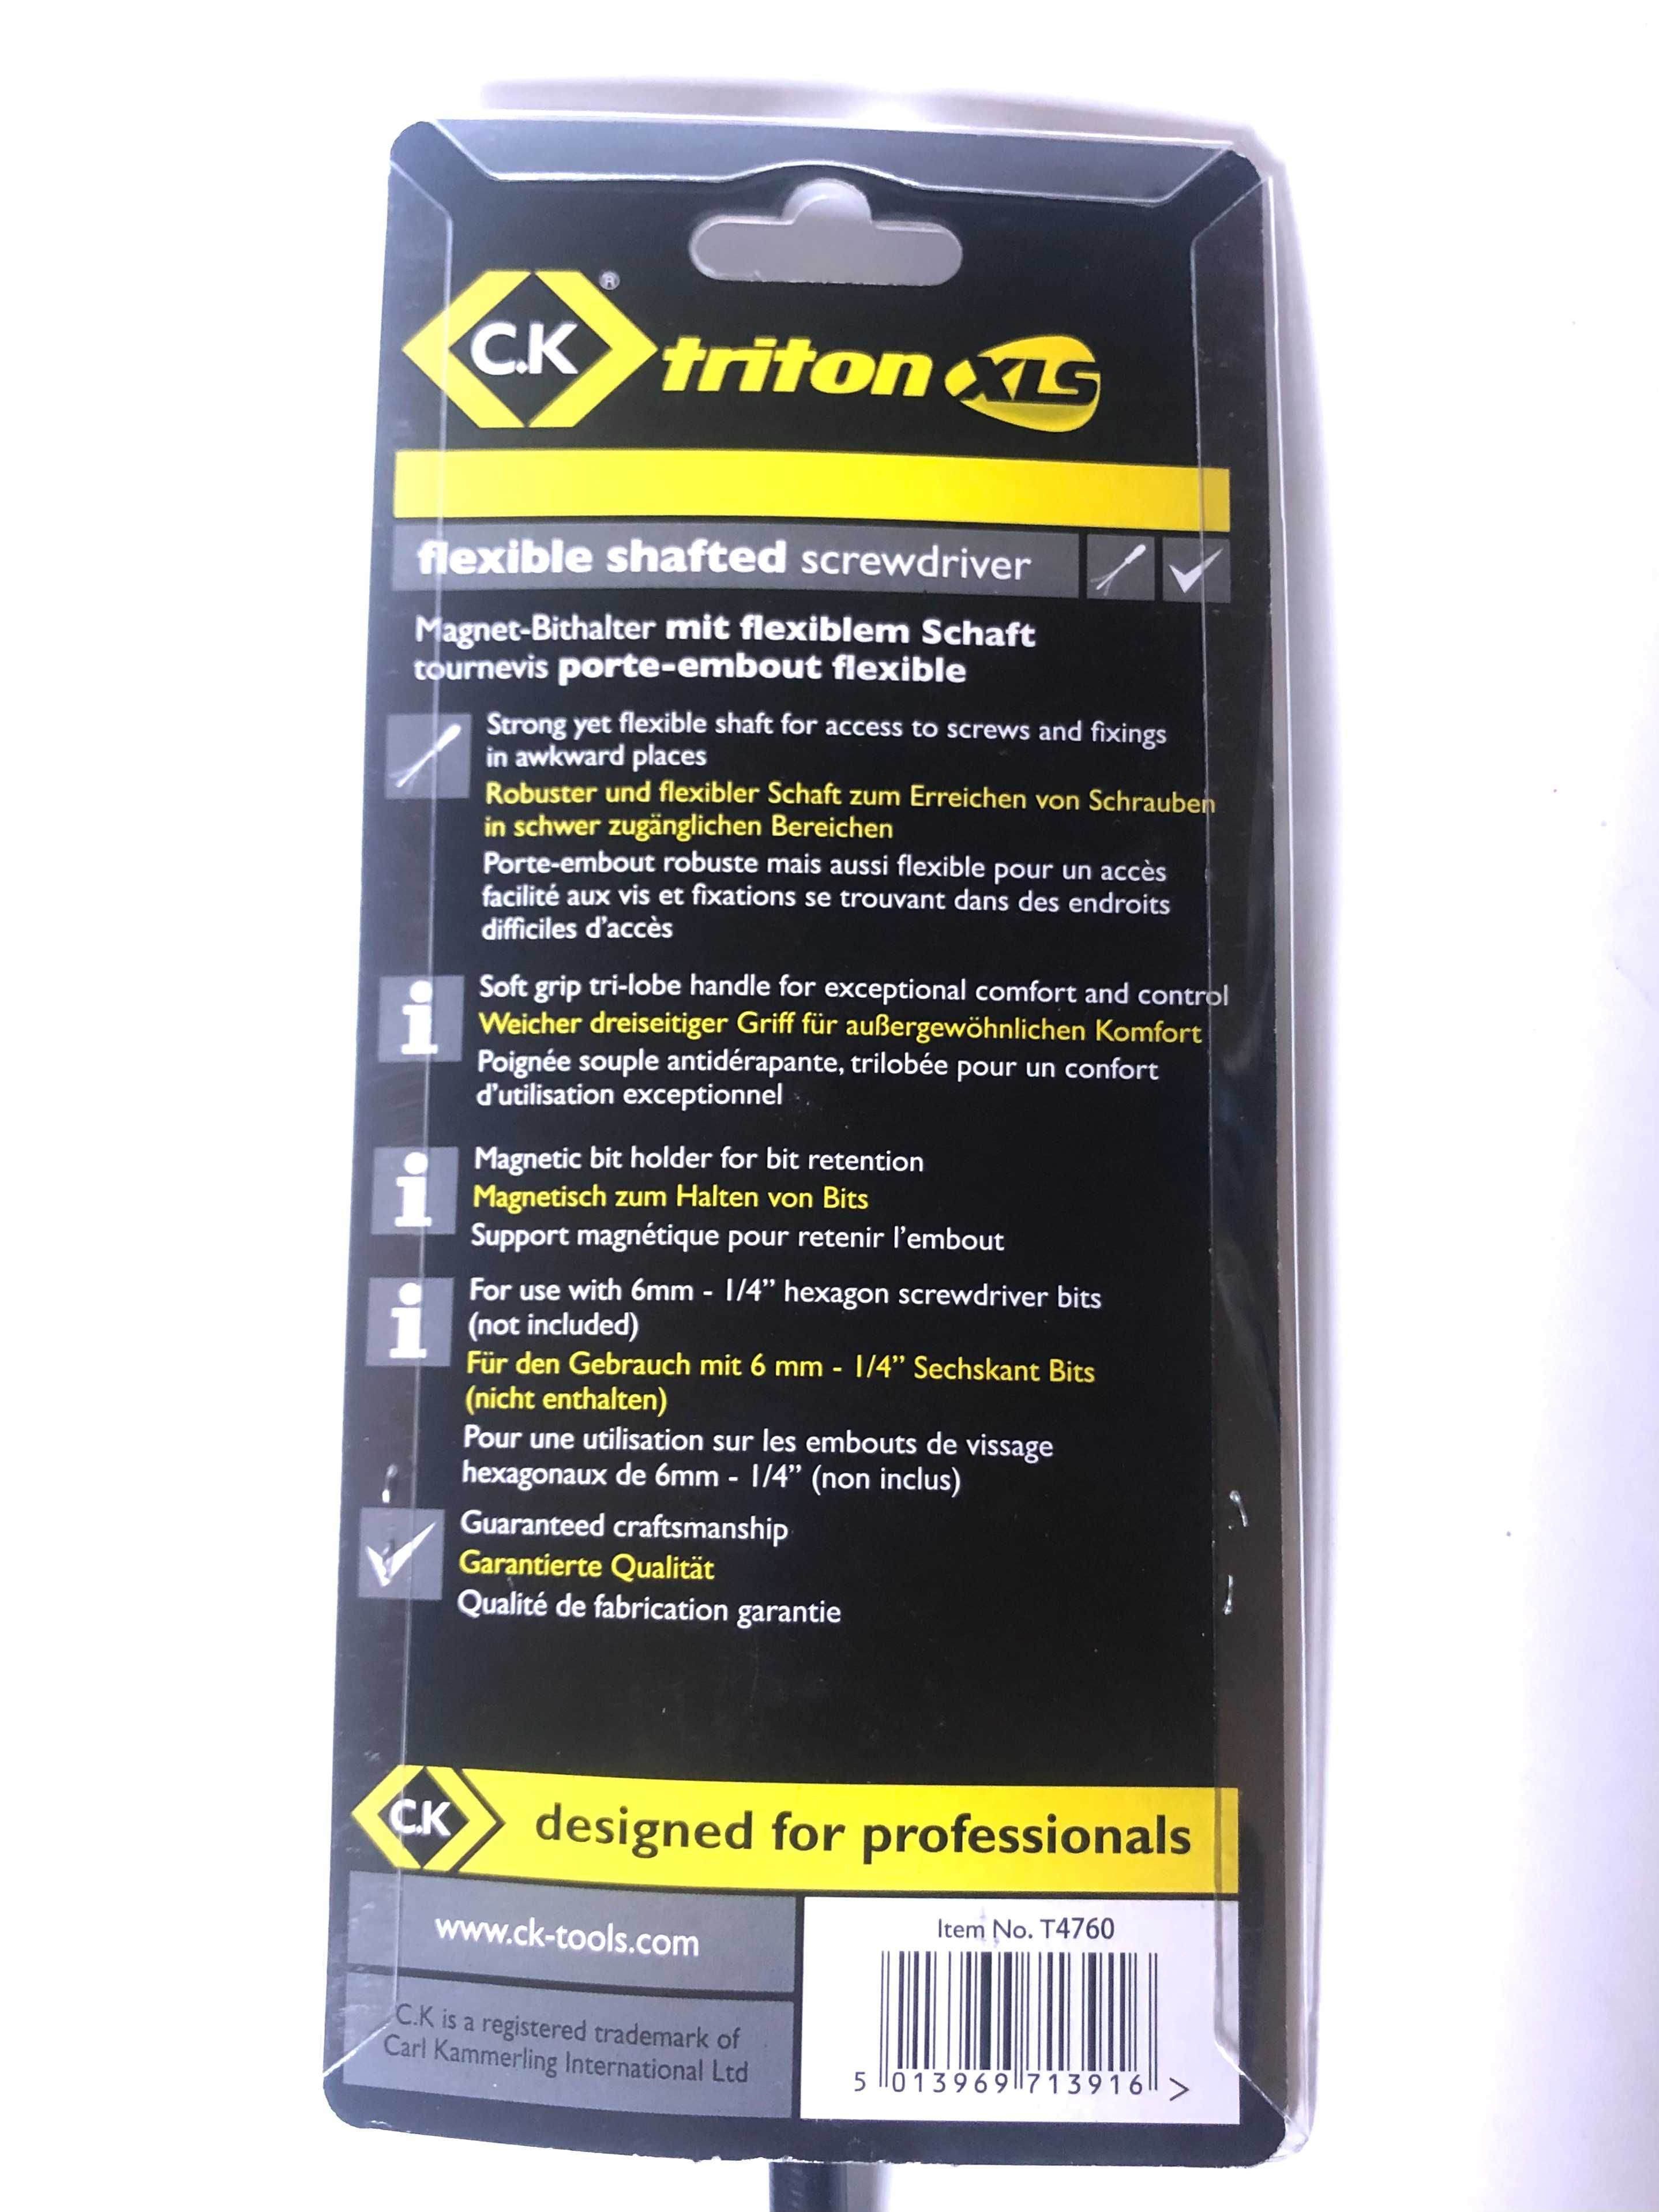 C.K®
triton XLS
flexible shafted screwdriver
Magnet-Bithalter mit flexiblem Schaft
tournevis porte-embout flexible
Strong yet flexible shaft for access to screws and fixings
in awkward places
Robuster und flexibler Schaft zum Erreichen von Schrauben
in schwer zugänglichen Bereichen
Porte-embout robuste mais aussi flexible pour un accès
facilité aux vis et fixations se trouvant dans des endroits
difficiles d'accès
i
Soft grip tri-lobe handle for exceptional comfort and control
Weicher dreiseitiger Griff für außergewöhnlichen Komfort
Poignée souple antidérapante, trilobée pour un confort
d'utilisation exceptionnel
i
Magnetic bit holder for bit retention
Magnetisch zum Halten von Bits
Support magnétique pour retenir l'embout
i
For use with 6mm - 1/4” hexagon screwdriver bits
(not included)
Für den Gebrauch mit 6 mm - 1/4” Sechskant Bits
(nicht enthalten)
Pour une utilisation sur les embouts de vissage
hexagonaux de 6mm - 1/4” (non inclus)
Guaranteed craftsmanship
Garantierte Qualität
Qualité de fabrication garantie
C.K
designed for professionals
www.ck-tools.com
Item No. T4760
C.K is a registered trademark of
Carl Kammerling International Ltd
5 013969 713916 >